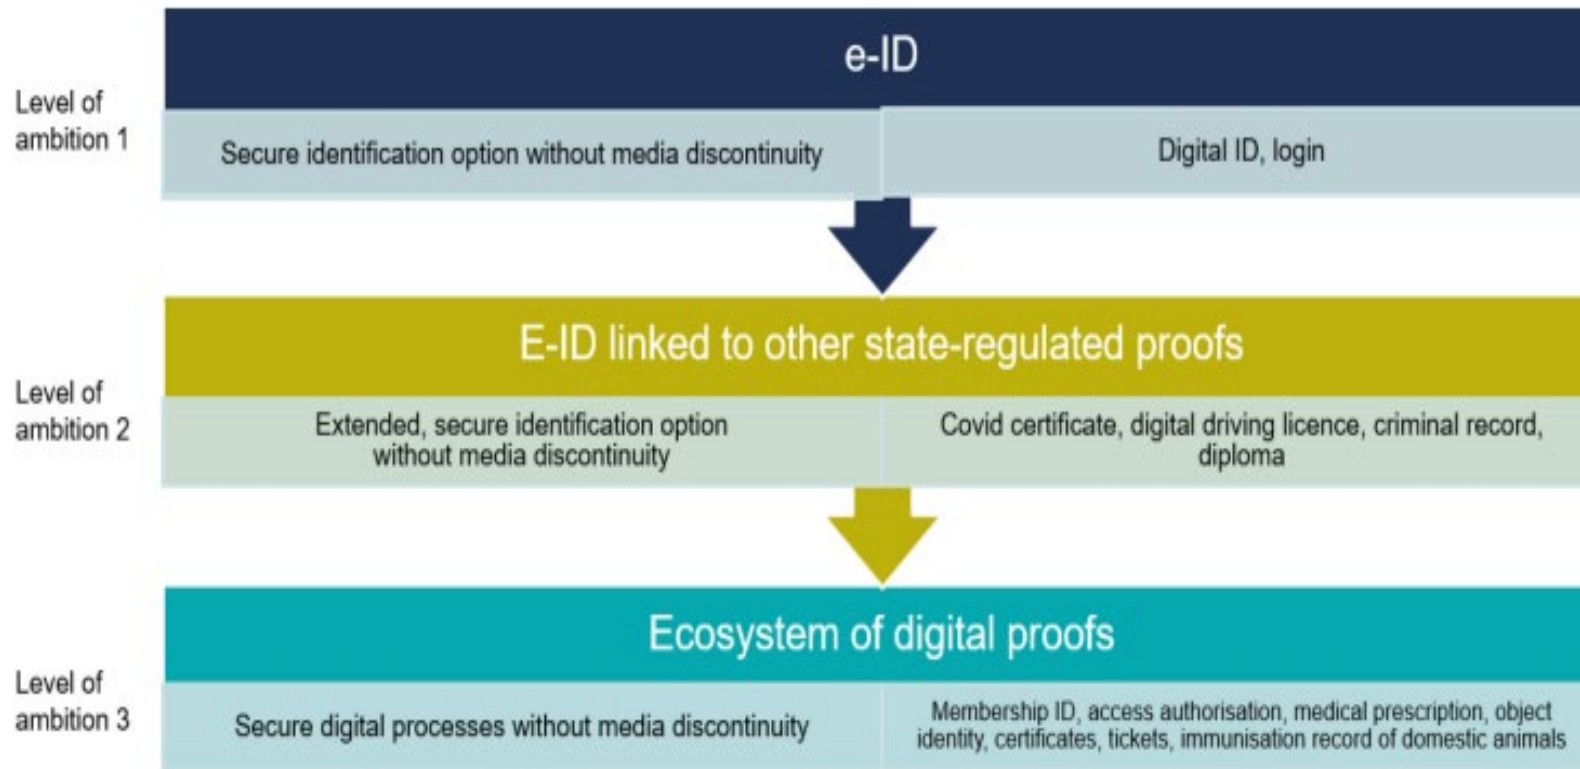 e-ID
Level of
ambition 1
Secure identification option without media discontinuity
Digital ID, login
E-ID linked to other state-regulated proofs
Level of
ambition 2
Extended, secure identification option
without media discontinuity
Covid certificate, digital driving licence, criminal record,
diploma
Ecosystem of digital proofs
Level of
ambition 3
Secure digital processes without media discontinuity
Membership ID, access authorisation, medical prescription, object
identity, certificates, tickets, immunisation record of domestic animals